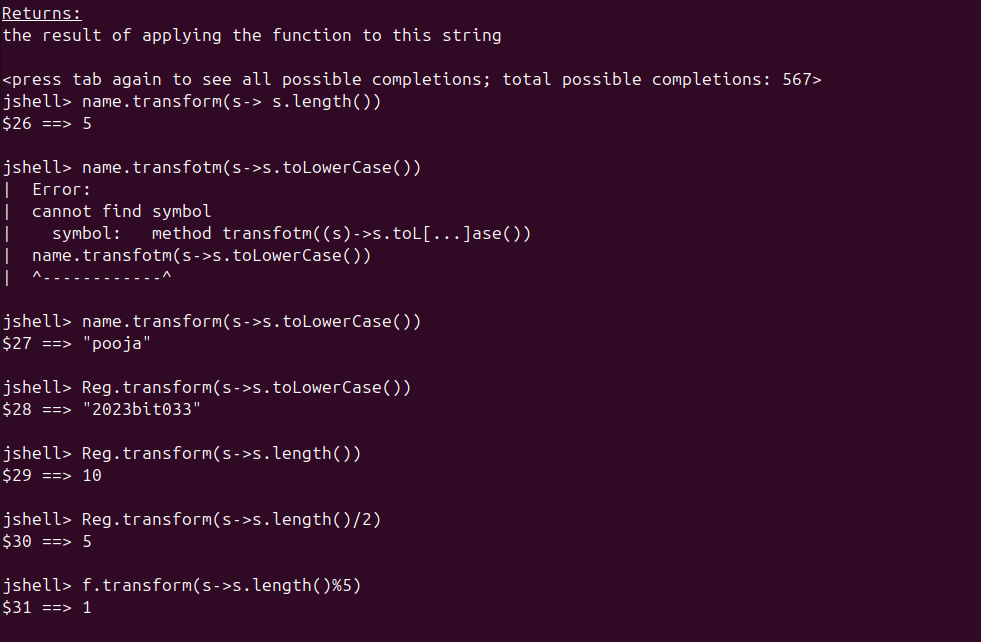 Returns:
the result of applying the function to this string
<press tab again to see all possible completions; total possible completions: 567>
jshell> name.transform(s-> s.length())
$26 ==> 5
jshell> name.transfotm(s->s.toLowerCase())
|  Error:
|  cannot find symbol
|    symbol:   method transfotm((s)->s.toL[...]ase())
|  name.transfotm(s->s.toLowerCase())
|  ^------------^
jshell> name.transform(s->s.toLowerCase())
$27 ==> "pooja"
jshell> Reg.transform(s->s.toLowerCase())
$28 ==> "2023bit033"
jshell> Reg.transform(s->s.length())
$29 ==> 10
jshell> Reg.transform(s->s.length()/2)
$30 ==> 5
jshell> f.transform(s->s.length()%5)
$31 ==> 1